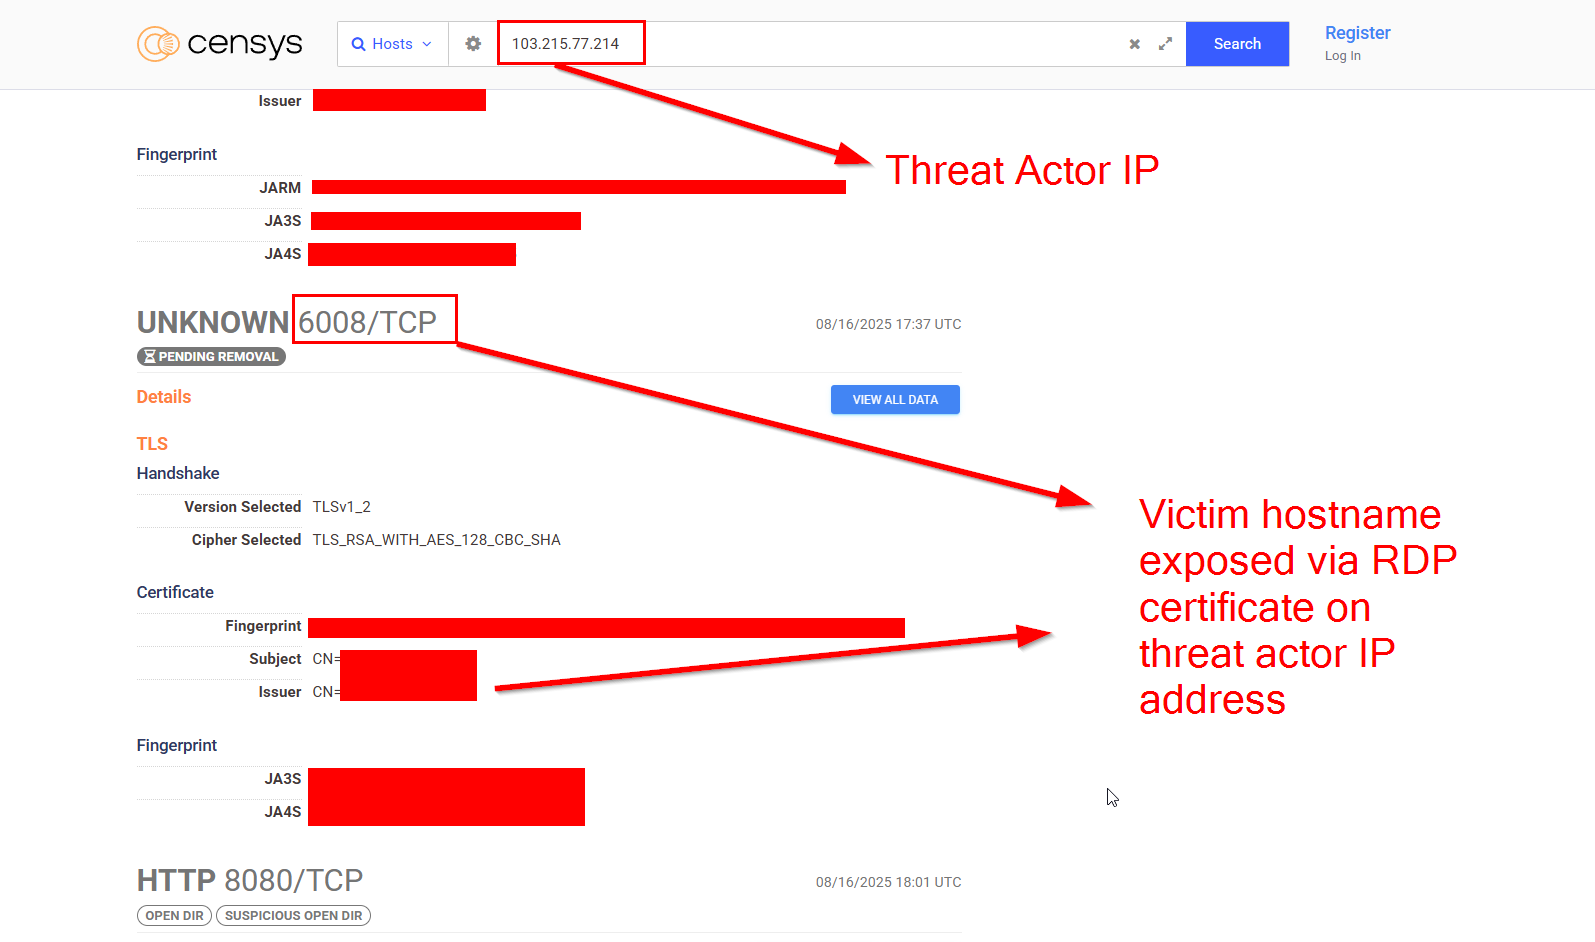 censys
Hosts
103.215.77.214
Search
Register
Log In
Issuer
Fingerprint
JARM
Threat Actor IP
JA3S
JA4S
UNKNOWN 6008/TCP
08/16/2025 17:37 UTC
PENDING REMOVAL
Details
VIEW ALL DATA
TLS
Handshake
Version Selected TLSv1_2
Cipher Selected TLS_RSA_WITH_AES_128_CBC_SHA
Victim hostname
exposed via RDP
certificate on
threat actor IP
address
Certificate
Fingerprint
Subject CN=
Issuer CN=
Fingerprint
JA3S
JA4S
HTTP 8080/TCP
08/16/2025 18:01 UTC
OPEN DIR SUSPICIOUS OPEN DIR